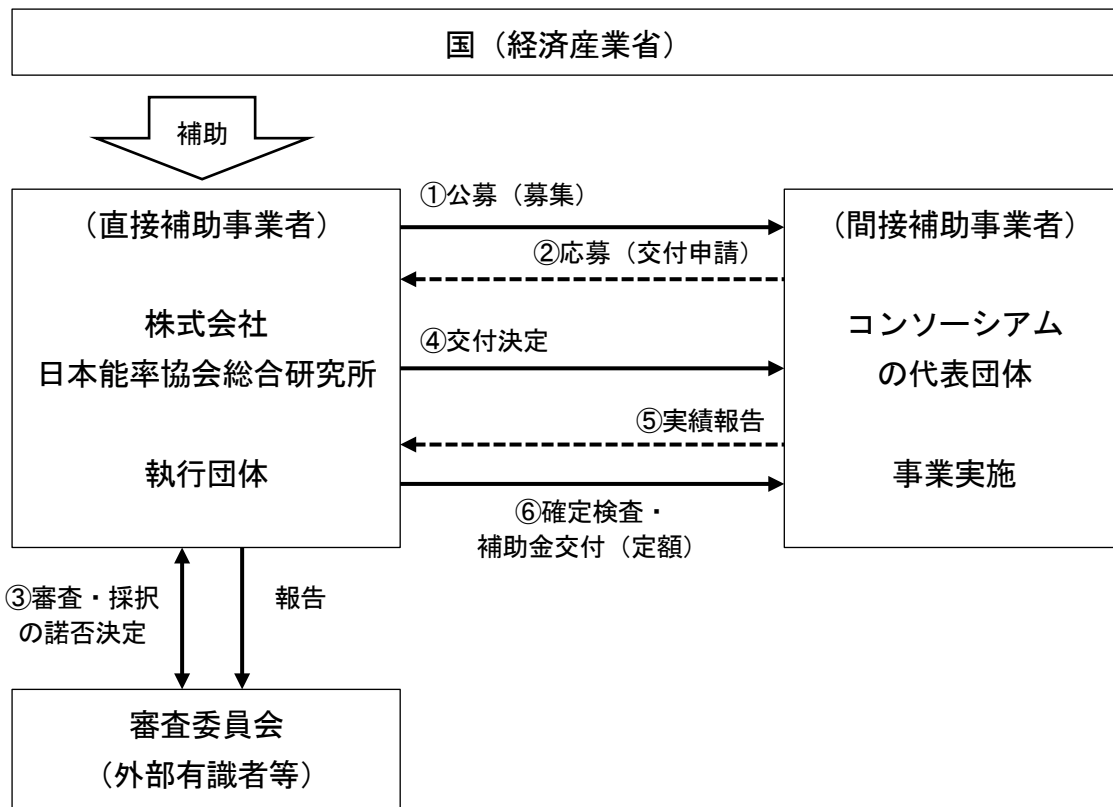 国（経済産業省）
補助
（直接補助事業者）
株式会社
日本能率協会総合研究所
執行団体
①公募（募集）
②応募（交付申請）
④交付決定
⑤実績報告
⑥確定検査・
補助金交付（定額）
（間接補助事業者）
コンソーシアム
の代表団体
事業実施
③審査・採択
の諾否決定
報告
審査委員会
（外部有識者等）